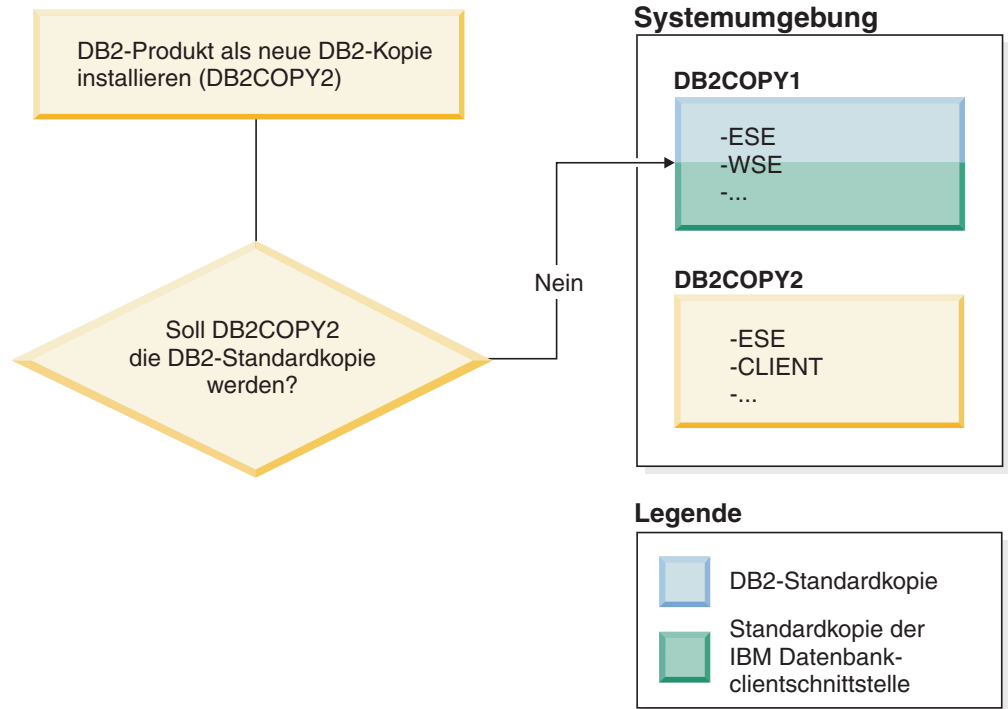 DB2-Produkt als neue DB2-Kopie
installieren (DB2COPY2)
Soll DB2COPY2
die DB2-Standardkopie
werden?
Nein
Systemumgebung
DB2COPY1
-ESE
-WSE
-...
DB2COPY2
-ESE
-CLIENT
-...
Legende
DB2-Standardkopie
Standardkopie der
IBM Datenbank-
clientschnittstelle